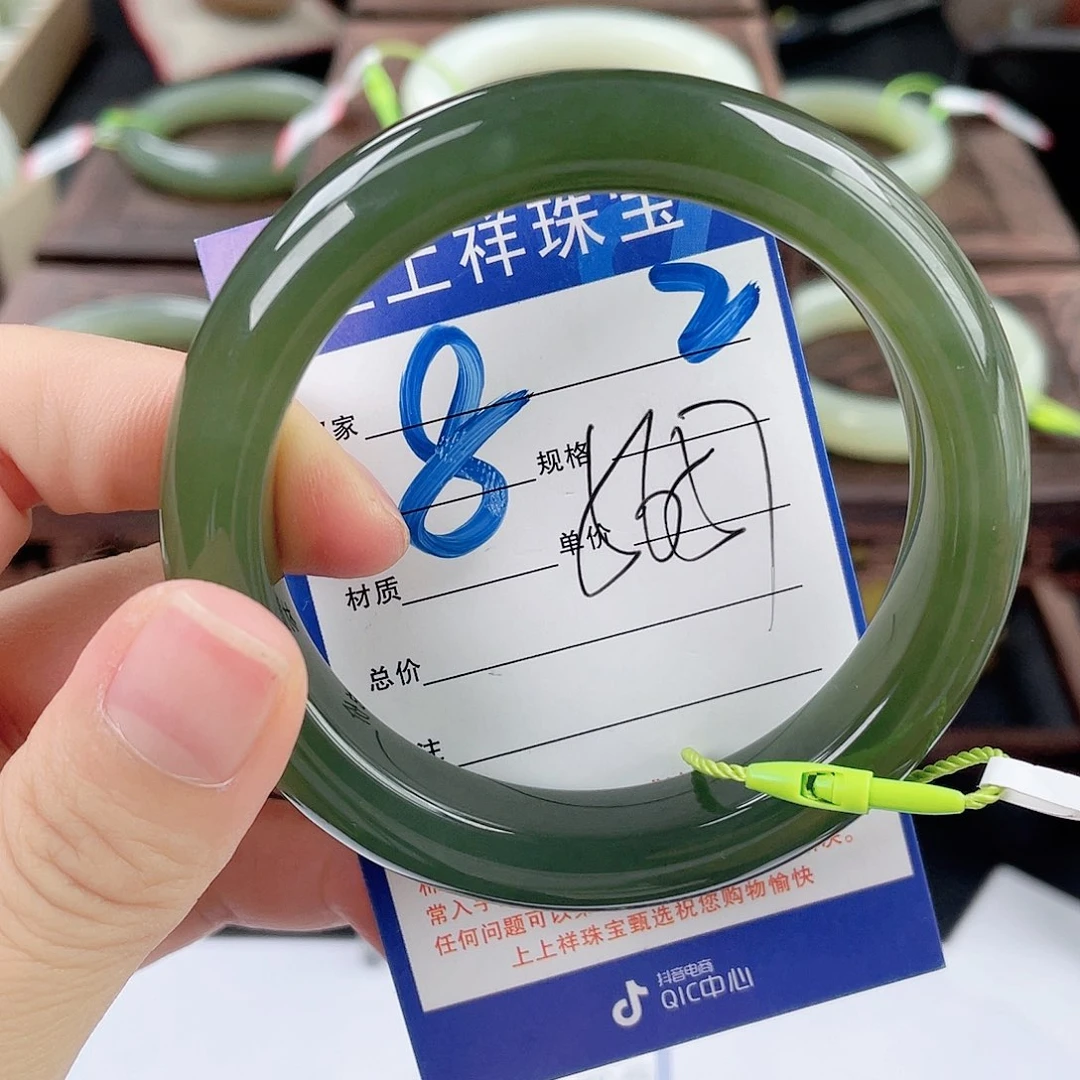 上祥珠宝
2
家
8
规格
单价
材质
总价
注
决。
常入手
任何问题可以
上上祥珠宝甄选祝您购物愉快
抖音电商
QIC中心